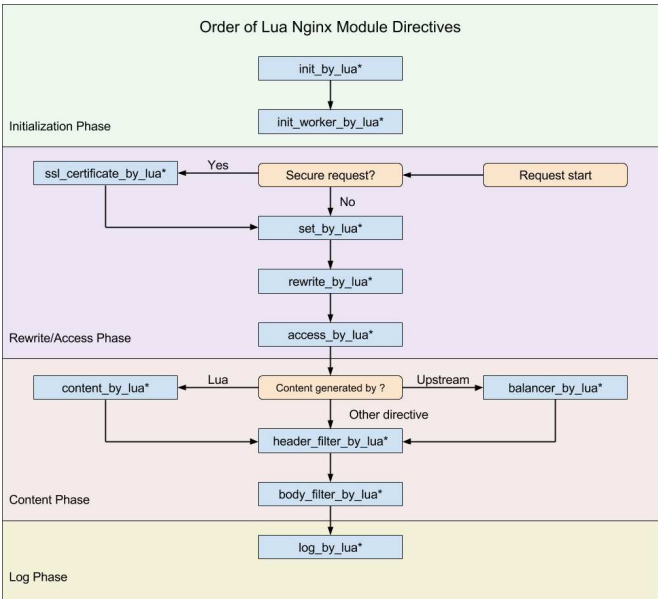 Order of Lua Nginx Module Directives
init_by_lua*
init_worker_by_lua*
Initialization Phase
ssl_certificate_by_lua*
Yes
Secure request?
Request start
No
set_by_lua*
rewrite_by_lua*
access_by_lua*
Rewrite/Access Phase
content_by_lua*
Lua
Content generated by ?
Upstream
balancer_by_lua*
Other directive
header_filter_by_lua*
body_filter_by_lua*
Content Phase
log_by_lua*
Log Phase